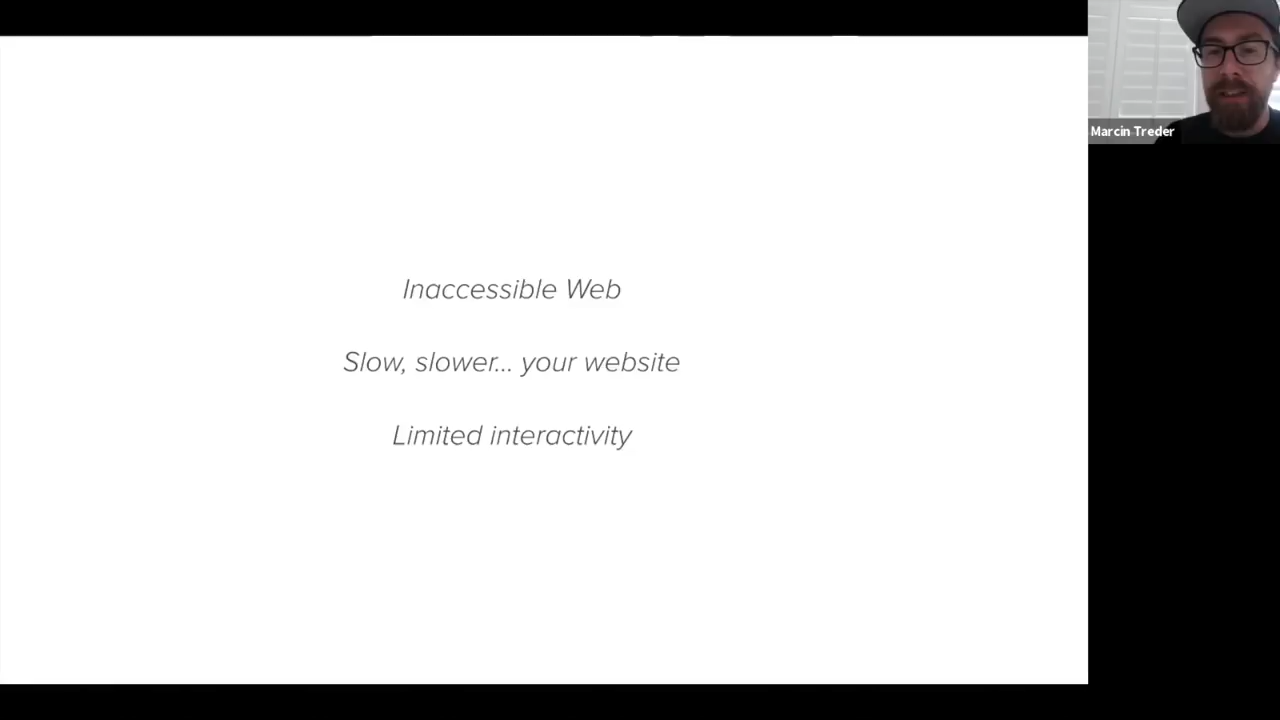 Inaccessible Web
Slow, slower... your website
Limited interactivity
Marcin Treder